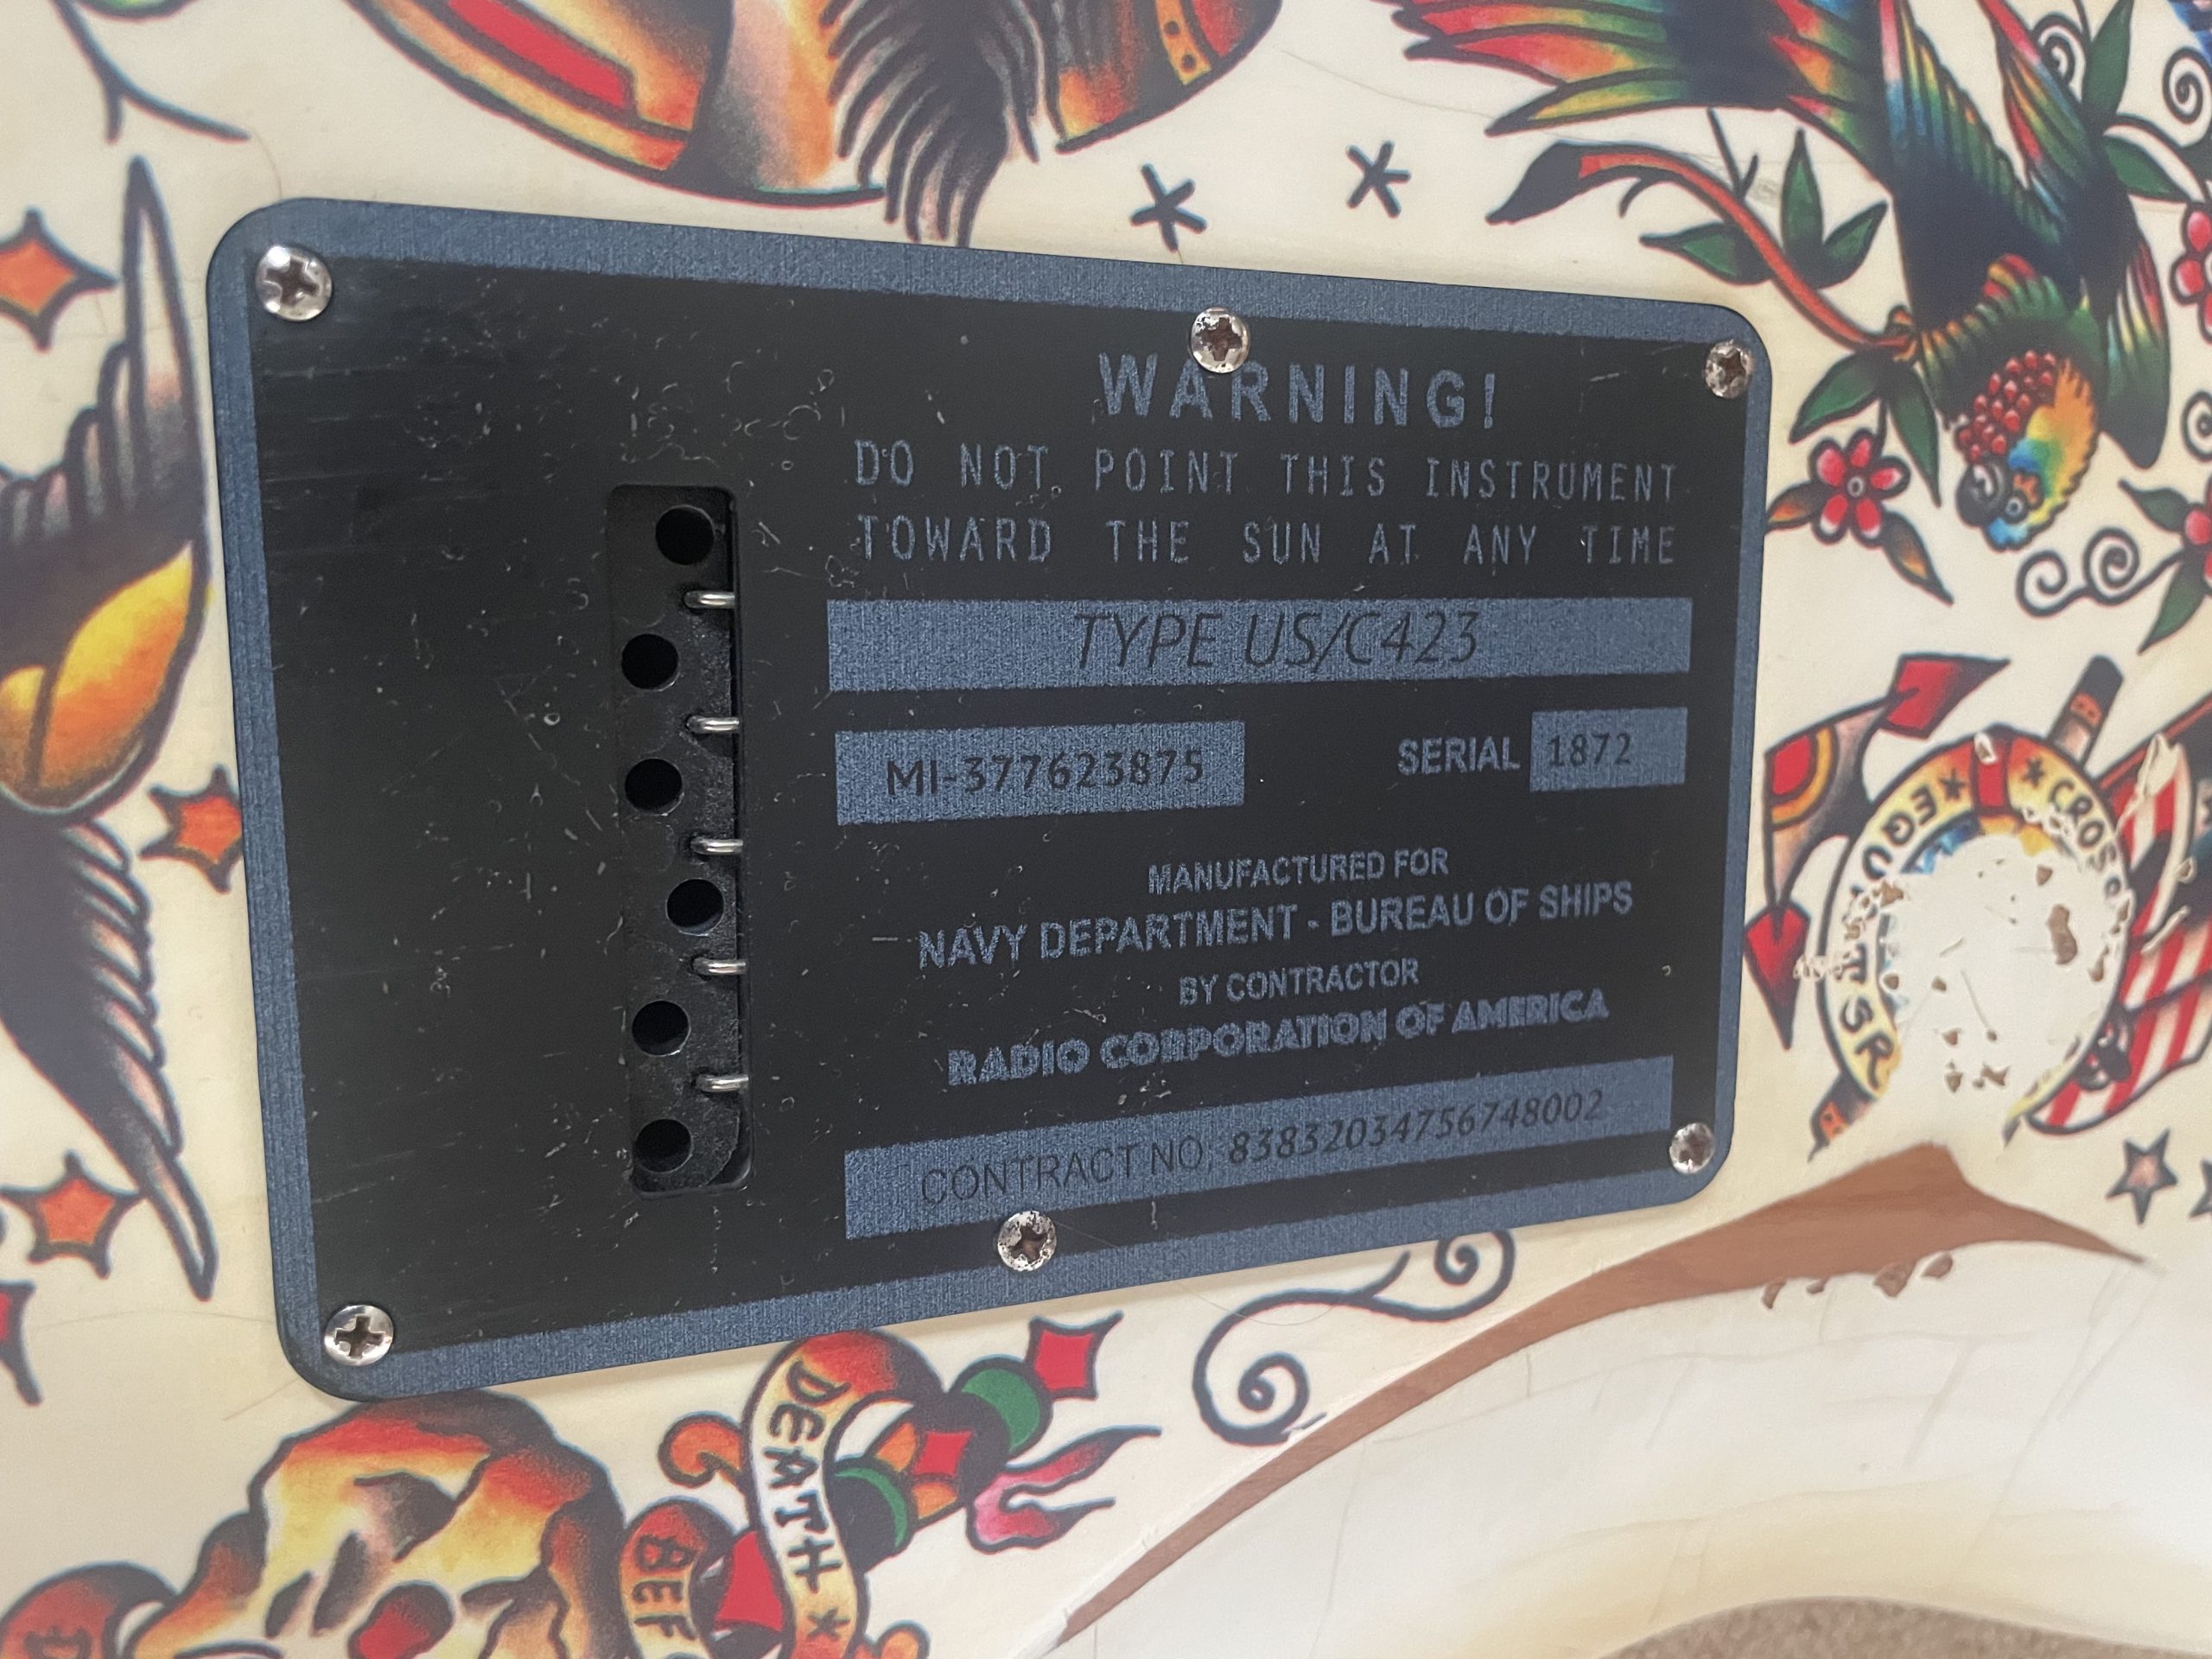 WARNING!
DO NOT POINT THIS INSTRUMENT
TOWARD THE SUN AT ANY TIME
TYPE US/C423
MI-377623875
SERIAL 1872
MANUFACTURED FOR
NAVY DEPARTMENT - BUREAU OF SHIPS
BY CONTRACTOR
RADIO CORPORATION OF AMERICA
CONTRACT NO, 83832034756748002
DEATH
BEF